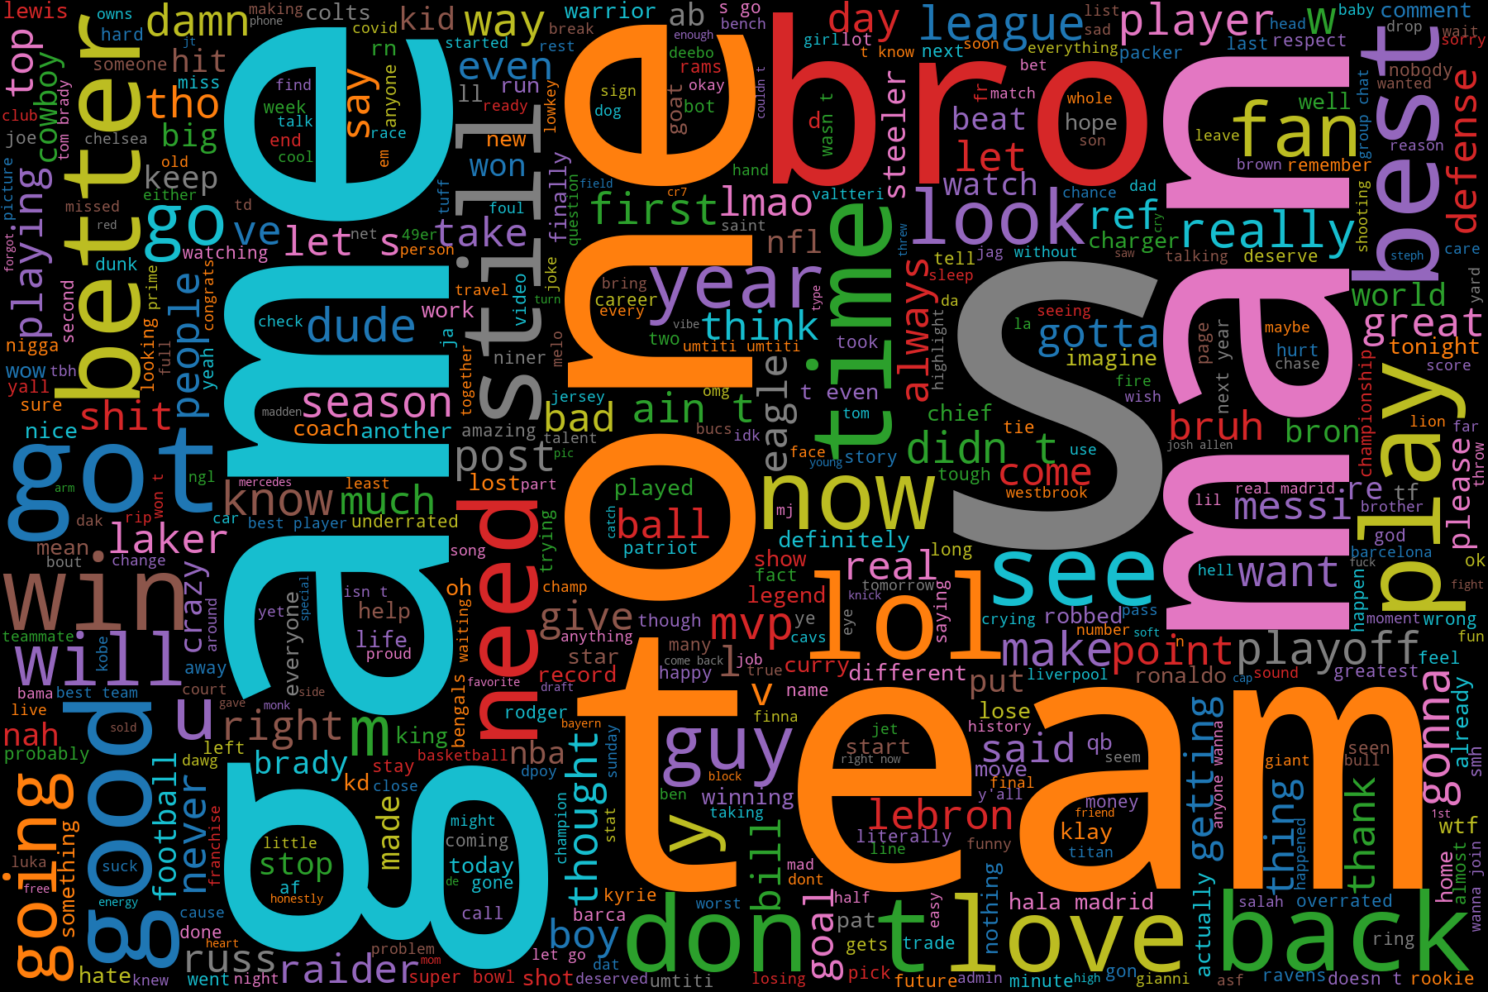 game
team
one
man
s
bro
still
time
look
love
don t
back
got
good
better
best
play
now
lol
see
need
win
will
going
go
guy
year
fan
let s
season
dude
think
first
lmao
even
way
day
league
player
w
damn
kid
tho
hit
big
top
playing
cowboy
people
shit
nice
sure
yall
wow
tbh
nigga
lewis
owns
hard
someone
club
joe
tom brady
chelsea
miss
old
either
missed
red
dunk
watching
ve
keep
colts
making
phone
jt
covid
rn
say
anyone
race
em
find
week
talk
end
cool
started
rest
break
warrior
run
ll
ready
new
won
lowkey
take
tuff
foul
finally
question
field
49er
person
net
td
prime
congrats
looking
full
yeah
second
picture
forgot
check
travel
work
video
turn
joke
ja
niner
together
amazing
post
coach
another
madden
know
much
least
underrated
lost
part
mercedes
best player
car
ngl
won t
rip
dak
arm
mean
bout
change
laker
crazy
around
teammate
kobe
bama
live
best team
away
court
nah
probably
u
right
m
king
everyone
yet
special
isn t
help
life
proud
side
gave
monk
left
dawg
brady
kd
close
stay
basketball
nba
dpoy
rodger
favorite
draft
bengals
waiting
oh
song
trying
champ
give
star
record
anything
though
many
happy
come back
l
job
true
mvp
legend
fact
show
ye
cavs
curry
different
name
v
finna
bayern
sunday
thought
champion
stat
made
little
stop
af
honestly
might
coming
today
gone
de
call
football
never
franchise
something
luka
free
suck
sold
energy
cause
done
hate
knew
russ
went
night
heart
raider
problem
mom
super bowl
shot
let go
dat
deserved
boy
barca
kyrie
umtiti
worst
losing
bill
y
ben
block
winning
taking
mad
dont
goal
half
pat
gets
pick
trade
easy
future
admin
nothing
minute
high
gon
gianni
hala madrid
funny
literally
line
lebron
start
right now
jet
history
move
final
y'all
said
qb
seem
money
friend
klay
titan
lose
put
make
point
playoff
liverpool
number
soft
robbed
pass
crying
saying
real
tomorrow
knick
eye
long
definitely
ronaldo
n
cap
sound
greatest
feel
wrong
fun
moment
happen
barcelona
fuck
god
ok
fight
want
hell
messi
re
tf
brother
please
throw
far
championship
lion
bron
bruh
josh allen
lil
real madrid
getting
actually
anyone wanna
thing
happened
giant
seen
bull
thank
gonna
already
smh
1st
wtf
home
almost
wanna join
salah
overrated
ring
ravens
doesn t
asf
rookie
ab
s go
bench
enough
deebo
rams
okay
goat
bot
sign
dog
couldn t
hand
cr7
saint
nfl
valtteri
d
wasn t
steeler
girl
lot
t know
next
soon
everything
sad
list
bet
packer
fr
match
beat
let
watch
whole
hope
son
chance
dad
ref
cry
charger
saw
talking
really
deserve
brown
remember
leave
well
last
respect
head
baby
comment
drop
wait
sorry
nobody
wanted
group chat
reason
defense
care
shooting
steph
yard
world
great
tonight
score
maybe
hurt
chase
page
next year
seeing
la
gotta
imagine
fire
wish
tell
sleep
jag
without
da
highlight
always
threw
took
type
bring
career
every
two
vibe
umtiti umtiti
melo
jersey
omg
bucs
idk
bad
ain t
talent
pic
eagle
t even
tom
face
young
story
chief
didn t
tie
tough
use
come
westbrook
played
ball
catch
patriot
mj